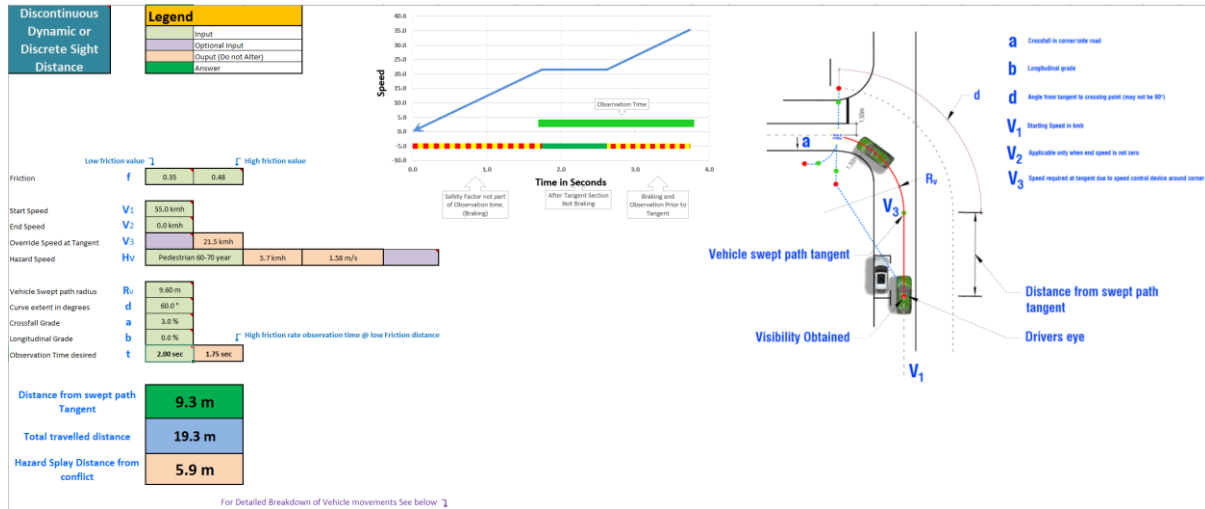 Discontinuous
Dynamic or
Discrete Sight
Distance
Legend
Input
Optional Input
Ouput (Do not Alter)
Answer
Low friction value
High friction value
Friction f 0.35 0.48
Start Speed V1 55.0 kmh
End Speed V2 0.0 kmh
Override Speed at Tangent V3 21.5 kmh
Hazard Speed Hv Pedestrian 60-70 year 5.7 kmh 1.58 m/s
Vehicle Swept path radius Rv 9.60 m
Curve extent in degrees d 60.0 °
Crossfall Grade a 3.0 %
Longitudinal Grade b 0.0 %
High friction rate observation time @ low Friction distance
Observation Time desired t 2.00 sec 1.75 sec
Distance from swept path
Tangent
9.3 m
Total travelled distance
19.3 m
Hazard Splay Distance from
conflict
5.9 m
For Detailed Breakdown of Vehicle movements See below
Speed
40.0
35.0
30.0
25.0
20.0
15.0
10.0
5.0
0.0
-5.0
-10.0
0.0 0.5 1.0 1.5 2.0 2.5 3.0 3.5 4.0
Observation Time
Time in Seconds
Safety Factor not part
of Observation time.
(Braking)
After Tangent Section
Not Braking
Braking and
Observation Prior to
Tangent
a Crossfall in corner/side road
b Longitudinal grade
d Angle from tangent to crossing point (may not be 90°)
V1 Starting Speed in kmh
V2 Applicable only when end speed is not zero
V3 Speed required at tangent due to speed control device around corner
d
1.50m
a
1.50m
Rv
V3
Vehicle swept path tangent
Distance from swept path
tangent
Visibility Obtained
Drivers eye
V1